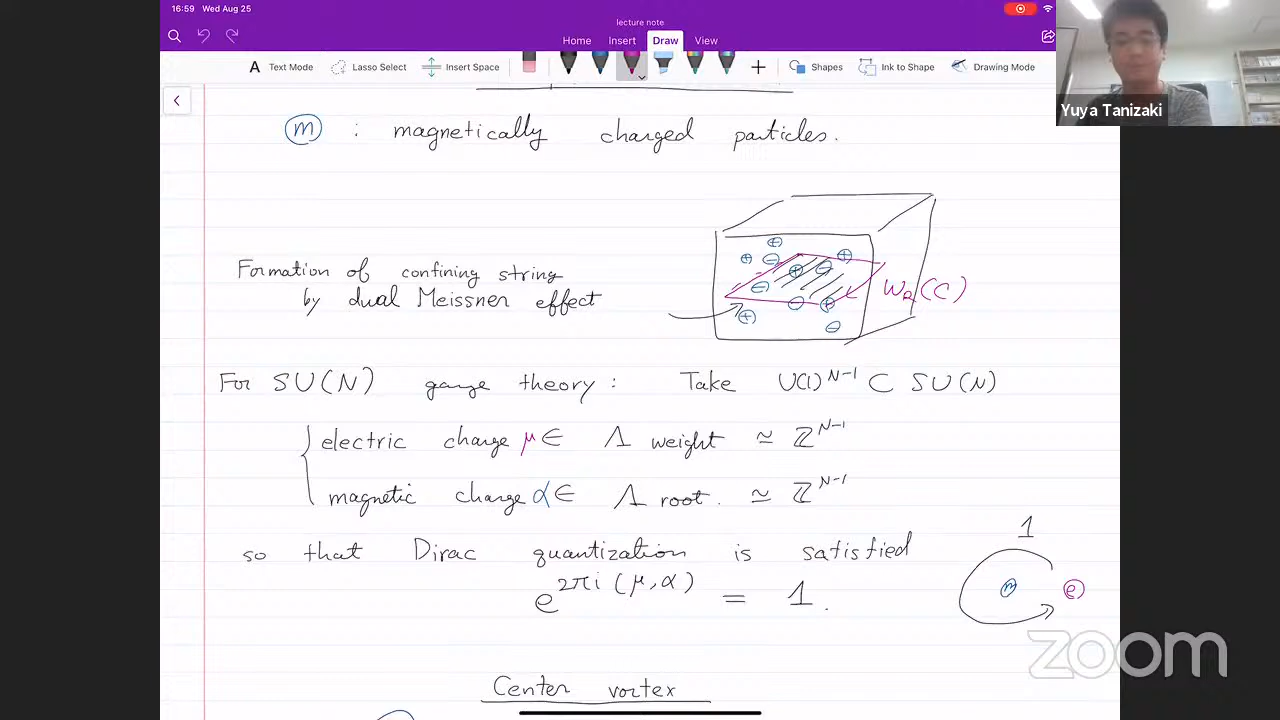 16:59 Wed Aug 25
lecture note
Home Insert Draw View
A Text Mode Lasso Select Insert Space Shapes Ink to Shape Drawing Mode
Yuya Tanizaki
m : magnetically charged particles.
Formation of confining string
by dual Meissner effect
W_R(C)
For SU(N) gauge theory : Take U(1)^{N-1} ⊂ SU(N)
electric charge μ ∈ Λ weight ≃ ℤ^{N-1}
magnetic charge α ∈ Λ root. ≃ ℤ^{N-1}
so that Dirac quantization is satisfied
e^{2πi (μ,α)} = 1.
1
m e
zoom
Center vortex